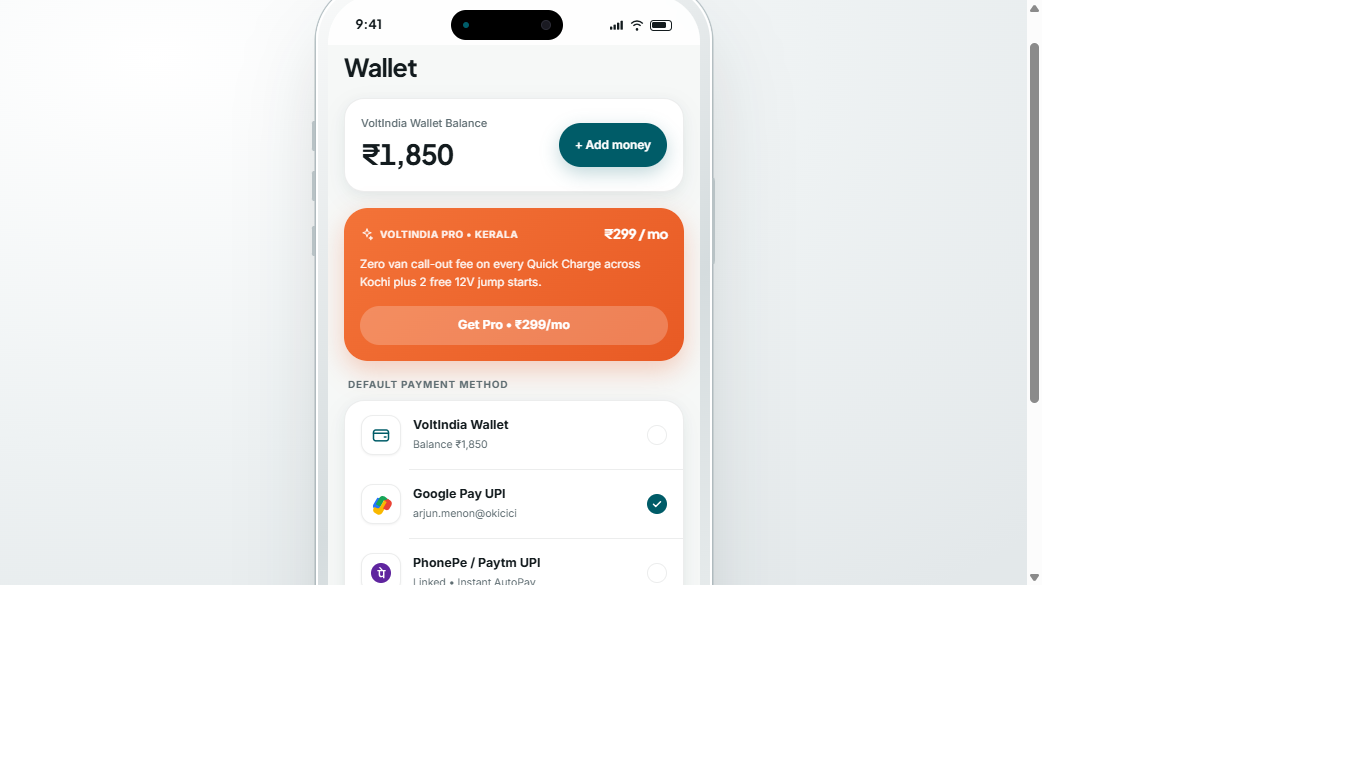 9:41
Wallet
VoltIndia Wallet Balance
₹1,850
+ Add money
VOLTINDIA PRO • KERALA
₹299 / mo
Zero van call-out fee on every Quick Charge across
Kochi plus 2 free 12V jump starts.
Get Pro • ₹299/mo
DEFAULT PAYMENT METHOD
VoltIndia Wallet
Balance ₹1,850
Google Pay UPI
arjun.menon@okicici
PhonePe / Paytm UPI
Linked • Instant AutoPay